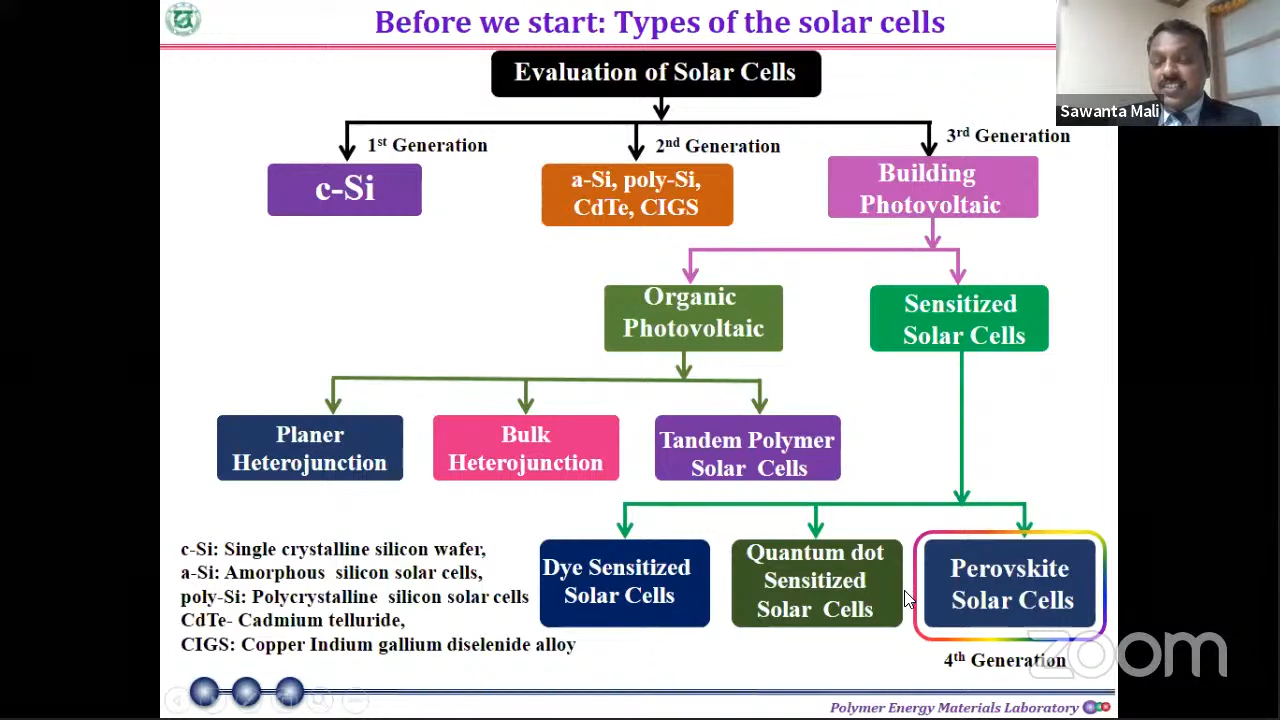 Before we start: Types of the solar cells
Sawanta Mali
Evaluation of Solar Cells
1st Generation
2nd Generation
3rd Generation
c-Si
a-Si, poly-Si,
CdTe, CIGS
Building
Photovoltaic
Organic
Photovoltaic
Sensitized
Solar Cells
Planer
Heterojunction
Bulk
Heterojunction
Tandem Polymer
Solar Cells
c-Si: Single crystalline silicon wafer,
a-Si: Amorphous silicon solar cells,
poly-Si: Polycrystalline silicon solar cells
CdTe- Cadmium telluride,
CIGS: Copper Indium gallium diselenide alloy
Dye Sensitized
Solar Cells
Quantum dot
Sensitized
Solar Cells
Perovskite
Solar Cells
4th Generation
zoom
Polymer Energy Materials Laboratory